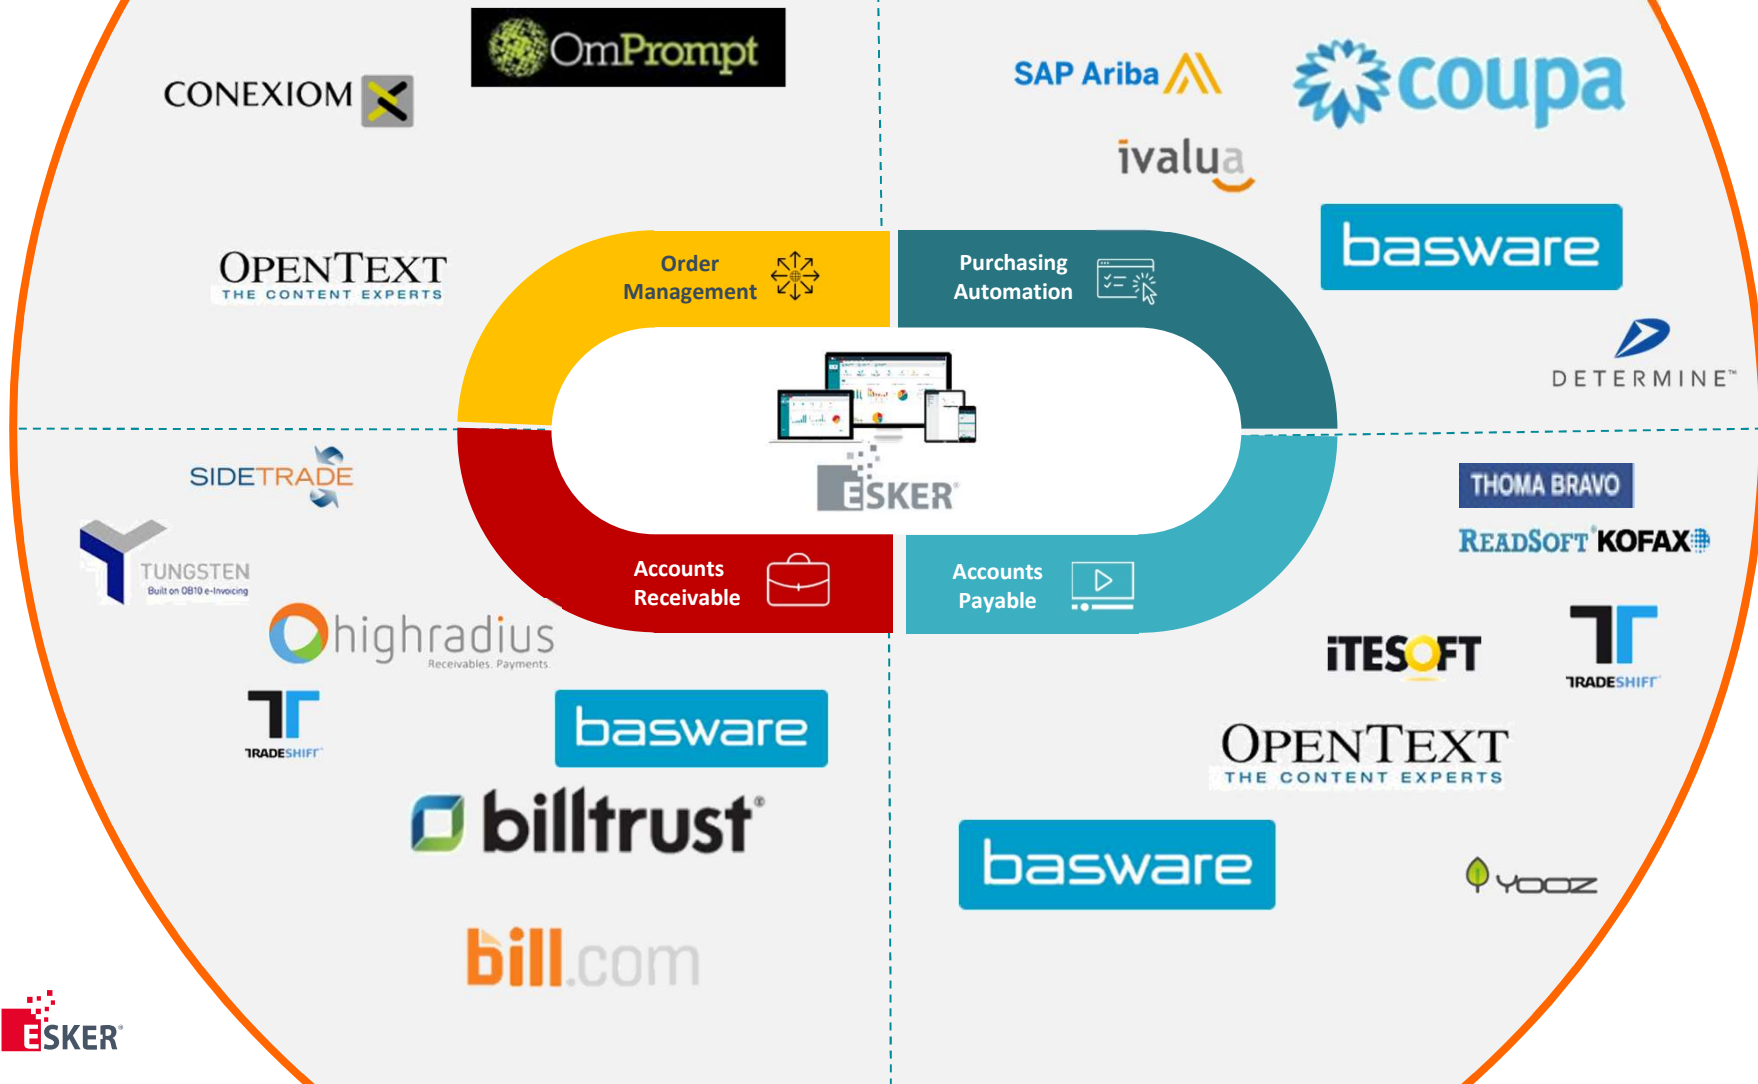 OmPrompt
CONEXIOM
OPENTEXT
THE CONTENT EXPERTS
SAP Ariba
coupa
ivalua
basware
DETERMINE™
Order
Management
Purchasing
Automation
ESKER®
Accounts
Receivable
Accounts
Payable
SIDETRADE
TUNGSTEN
Built on OB10 e-Invoicing
highradius
Receivables. Payments.
TRADESHIFT
basware
billtrust®
bill.com
THOMA BRAVO
READSOFT® KOFAX
ITESOFT
TRADESHIFT
OPENTEXT
THE CONTENT EXPERTS
basware
YOOZ
ESKER®